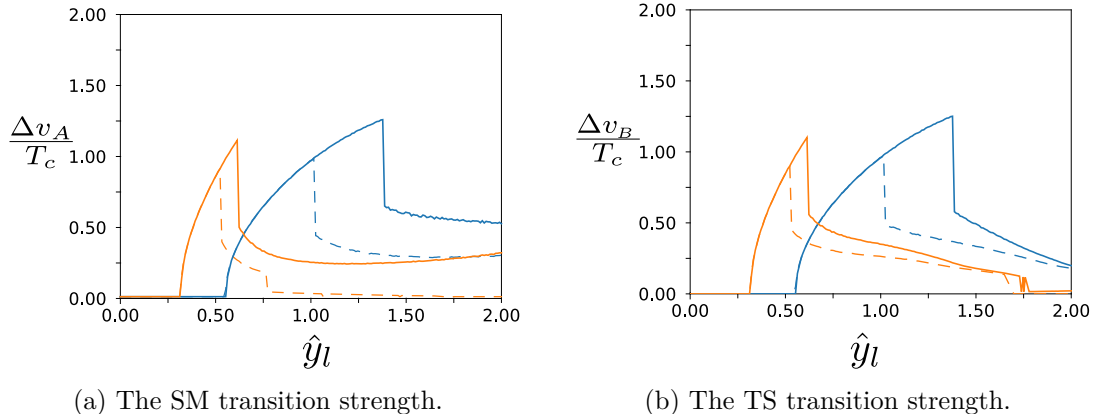 2.00 2.00
1.50 1.50
Δv_A/T_c 1.00 Δv_B/T_c 1.00
0.50 0.50
0.00 0.00
0.00 0.50 1.00 1.50 2.00 0.00 0.50 1.00 1.50 2.00
ŷ_l ŷ_l
(a) The SM transition strength. (b) The TS transition strength.